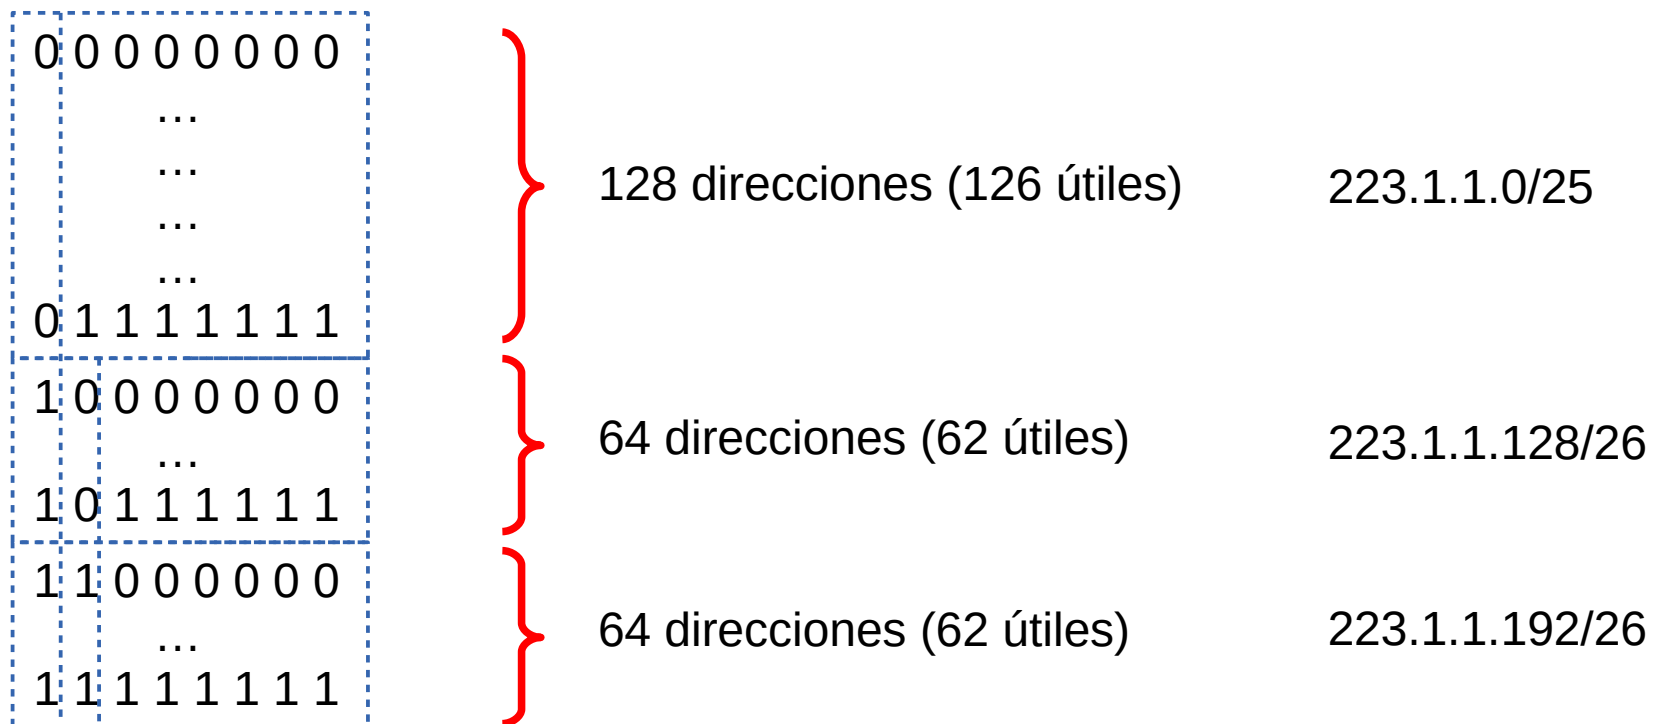 0 0 0 0 0 0 0 0
...
...
128 direcciones (126 útiles) 223.1.1.0/25
...
...
0 1 1 1 1 1 1 1
1 0 0 0 0 0 0 0
64 direcciones (62 útiles) 223.1.1.128/26
...
1 0 1 1 1 1 1 1
1 1 0 0 0 0 0 0
64 direcciones (62 útiles) 223.1.1.192/26
...
1 1 1 1 1 1 1 1